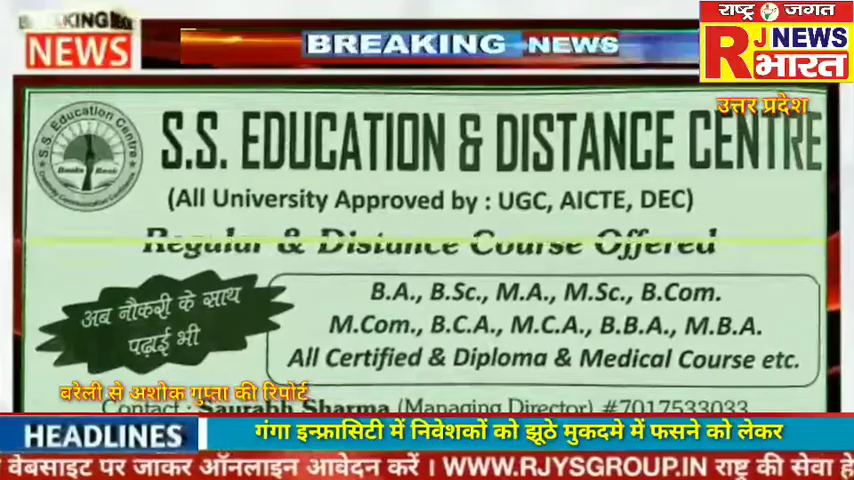 BREAKING
NEWS
BREAKING NEWS
राष्ट्र जगत
RJ NEWS
भारत
उत्तर प्रदेश
S.S. Education Centre
S.S. EDUCATION & DISTANCE CENTRE
(All University Approved by : UGC, AICTE, DEC)
Regular & Distance Course Offered
अब नौकरी के साथ
पढ़ाई भी
B.A., B.Sc., M.A., M.Sc., B.Com.
M.Com., B.C.A., M.C.A., B.B.A., M.B.A.
All Certified & Diploma & Medical Course etc.
बरेली से अशोक गुप्ता की रिपोर्ट
Contact : Saurabh Sharma (Managing Director) #7017533033
HEADLINES
गंगा इन्फ्रासिटी में निवेशकों को झूठे मुकदमे में फसने को लेकर
वेबसाइट पर जाकर ऑनलाइन आवेदन करें । WWW.RJYSGROUP.IN राष्ट्र की सेवा हे